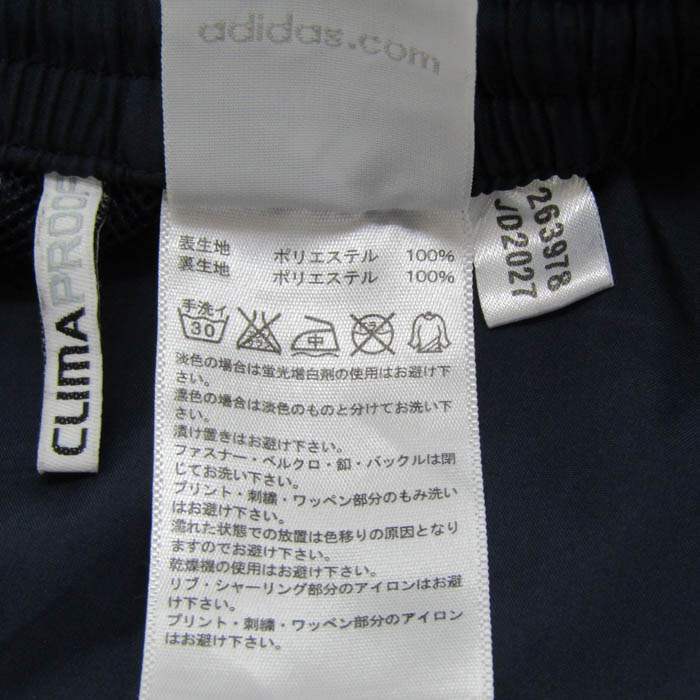 adidas.com
CLIMAPROOF
263978
JD2027
表生地 ポリエステル 100%
裏生地 ポリエステル 100%
手洗イ
30
中
淡色の場合は蛍光増白剤の使用はお避け下さい。
濃色の場合は淡色のものと分けてお洗い下さい。
漬け置きはお避け下さい。
ファスナー・ベルクロ・釦・バックルは閉
じてお洗い下さい。
プリント・刺繍・ワッペン部分のもみ洗い
はお避け下さい。
濡れた状態での放置は色移りの原因となり
ますのでお避け下さい。
乾燥機の使用はお避け下さい。
リブ・シャーリング部分のアイロンはお避
け下さい。
プリント・刺繍・ワッペン部分のアイロン
はお避け下さい。